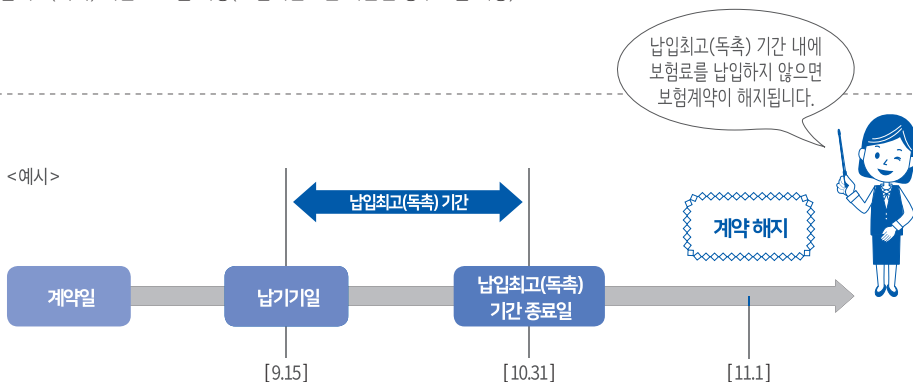 납입최고(독촉) 기간 내에
보험료를 납입하지 않으면
보험계약이 해지됩니다.
<예시>
납입최고(독촉) 기간
계약 해지
계약일
납기기일
납입최고(독촉)
기간 종료일
[9.15]
[10.31]
[11.1]